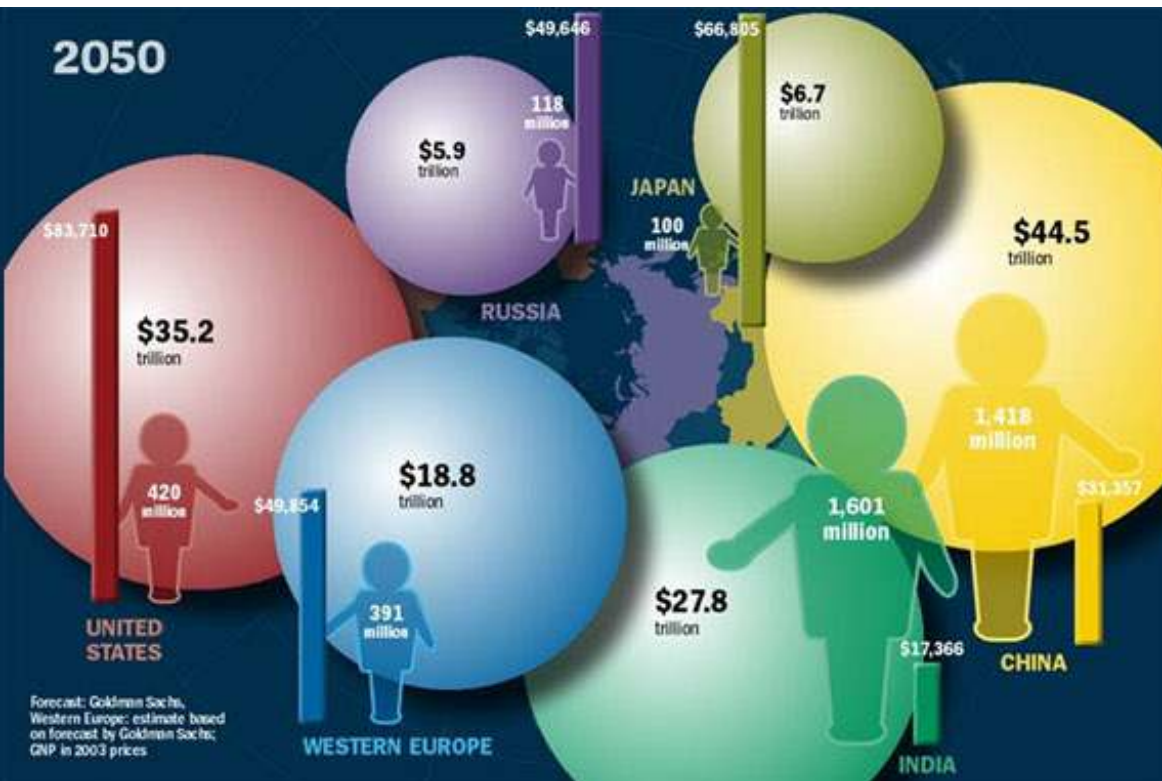 2050
$49,646
$66,805
118
million
$6.7
trillion
$5.9
trillion
JAPAN
100
million
$44.5
trillion
$83,710
RUSSIA
$35.2
trillion
1,418
million
420
million
$49,854
$18.8
trillion
$31,357
1,601
million
391
million
$27.8
trillion
UNITED
STATES
$17,366
CHINA
Forecast: Goldman Sachs.
Western Europe: estimate based
on forecast by Goldman Sachs;
GNP in 2003 prices
WESTERN EUROPE
INDIA